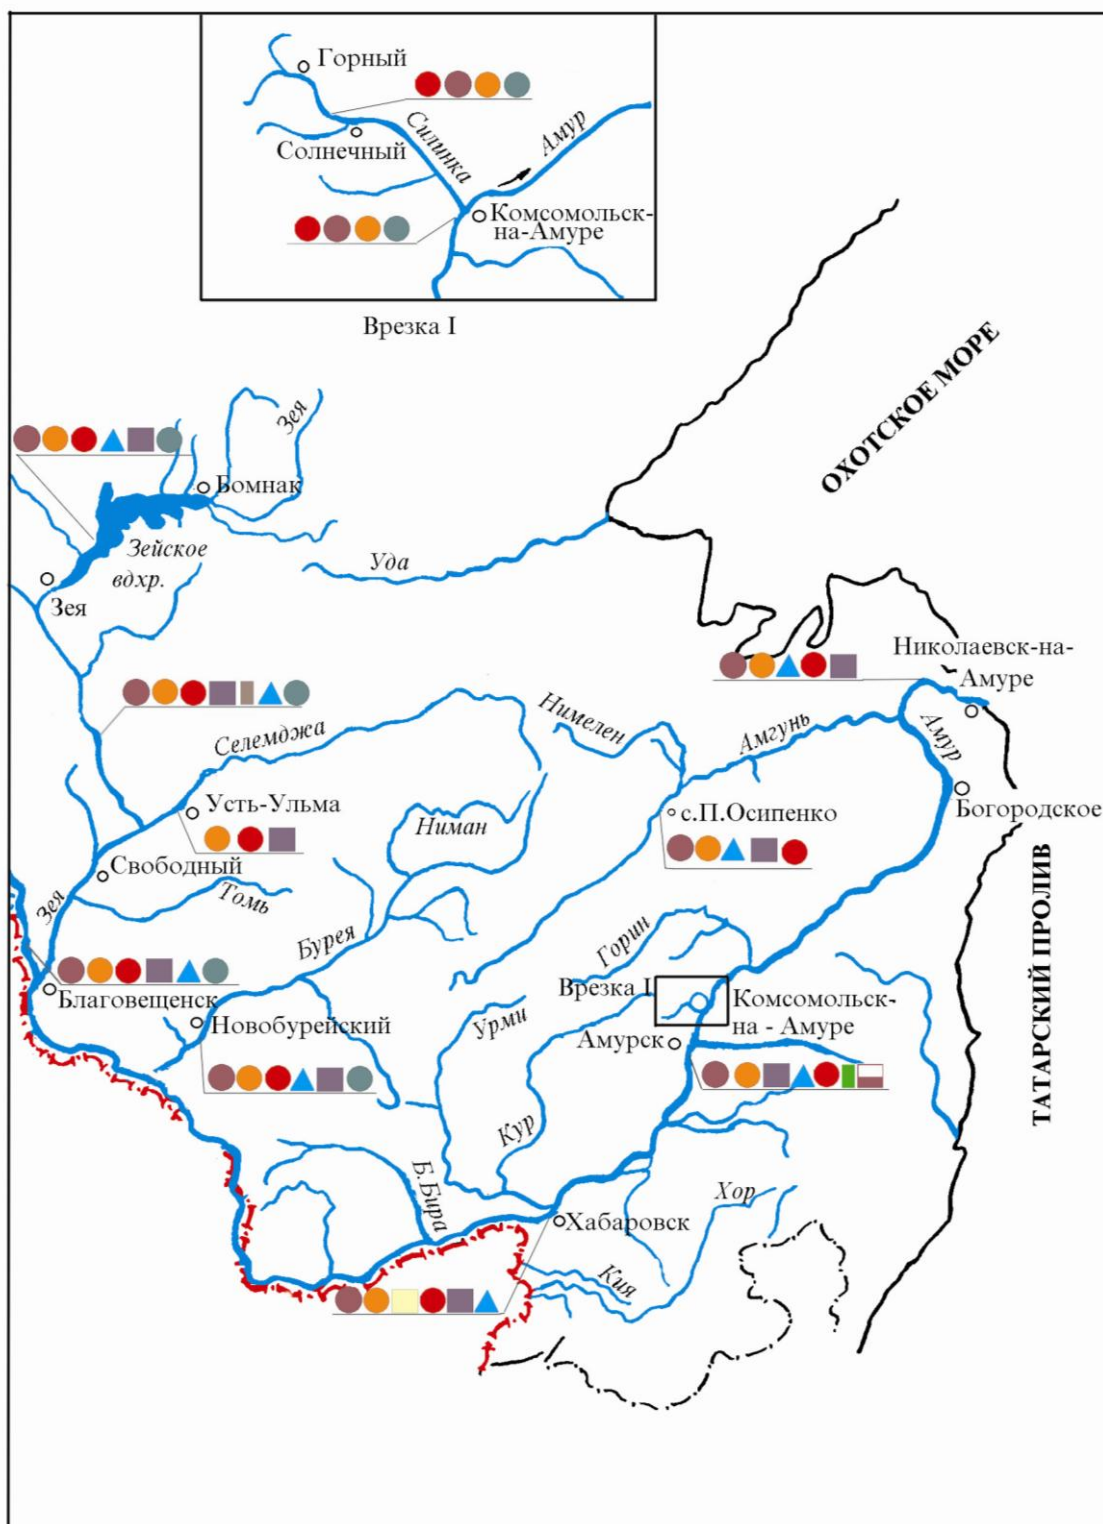 Горный
Солнечный
Силинка
Амур
Комсомольск-
на-Амуре
Врезка I
ОХОТСКОЕ МОРЕ
Зея
Бомнак
Зейское
вдхр.
Уда
Зея
Николаевск-на-
Амуре
Нимелен
Амгунь
Амур
Селемджа
Богородское
Усть-Ульма
с.П.Осипенко
Ниман
Свободный
Томь
Зея
ТАТАРСКИЙ ПРОЛИВ
Бурея
Горин
Благовещенск
Врезка I
Комсомольск-
на - Амуре
Новобурейский
Урми
Амурск
Кур
Б.Бира
Хор
Хабаровск
Кия